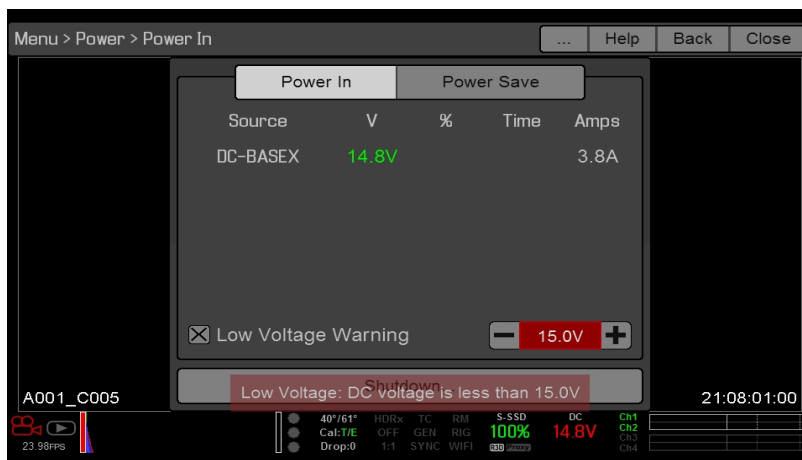 Menu > Power > Power In ... Help Back Close
Power In Power Save
Source V % Time Amps
DC-BASEX 14.8V 3.8A
Low Voltage Warning 15.0V
Shutdown...
Low Voltage: DC voltage is less than 15.0V
A001_C005 21:08:01:00
40°/61° HDRx TC RM S-SSD DC Ch1
Cal:T/E OFF GEN RIG 100% 14.8V Ch2
23.98FPS Drop:0 1:1 SYNC WIFI R3D Proxy Ch3
Ch4